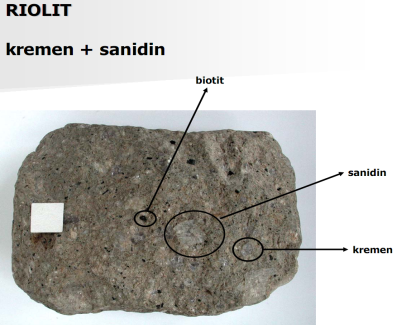 RIOLIT
kremen + sanidin
biotit
sanidin
kremen